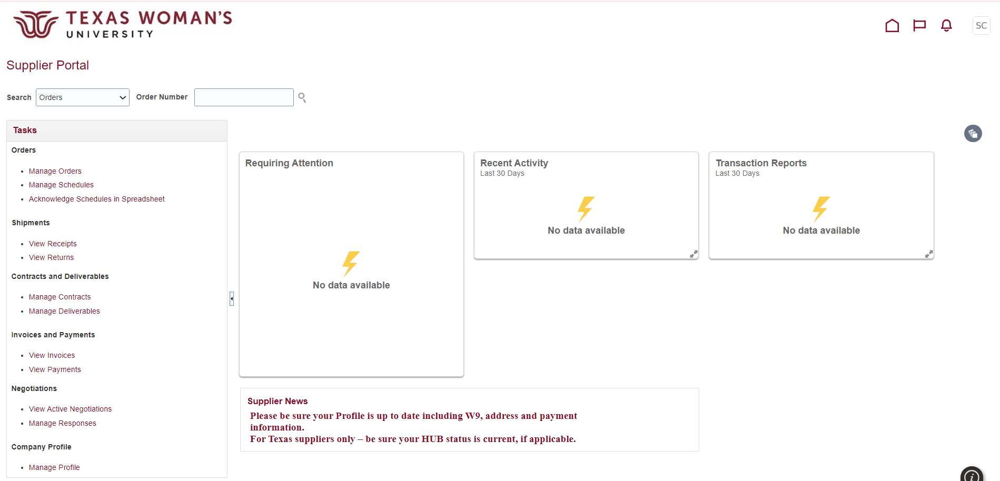 TEXAS WOMAN'S
UNIVERSITY
SC
Supplier Portal
Search
Orders
Order Number
Tasks
Orders
Manage Orders
Manage Schedules
Acknowledge Schedules in Spreadsheet
Shipments
View Receipts
View Returns
Contracts and Deliverables
Manage Contracts
Manage Deliverables
Invoices and Payments
View Invoices
View Payments
Negotiations
View Active Negotiations
Manage Responses
Company Profile
Manage Profile
Requiring Attention
No data available
Recent Activity
Last 30 Days
No data available
Transaction Reports
Last 30 Days
No data available
Supplier News
Please be sure your Profile is up to date including W9, address and payment
information.
For Texas suppliers only – be sure your HUB status is current, if applicable.